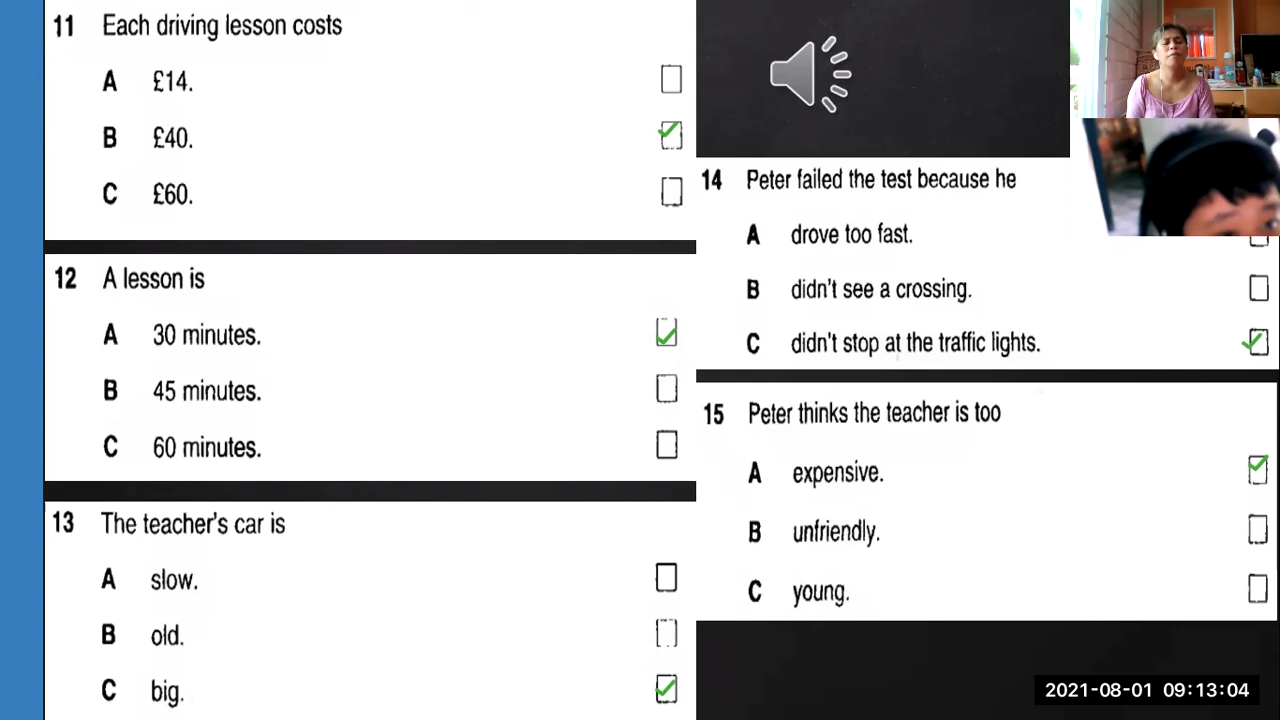 11 Each driving lesson costs
A £14.
B £40.
C £60.
12 A lesson is
A 30 minutes.
B 45 minutes.
C 60 minutes.
13 The teacher's car is
A slow.
B old.
C big.
14 Peter failed the test because he
A drove too fast.
B didn't see a crossing.
C didn't stop at the traffic lights.
15 Peter thinks the teacher is too
A expensive.
B unfriendly.
C young.
2021-08-01 09:13:04